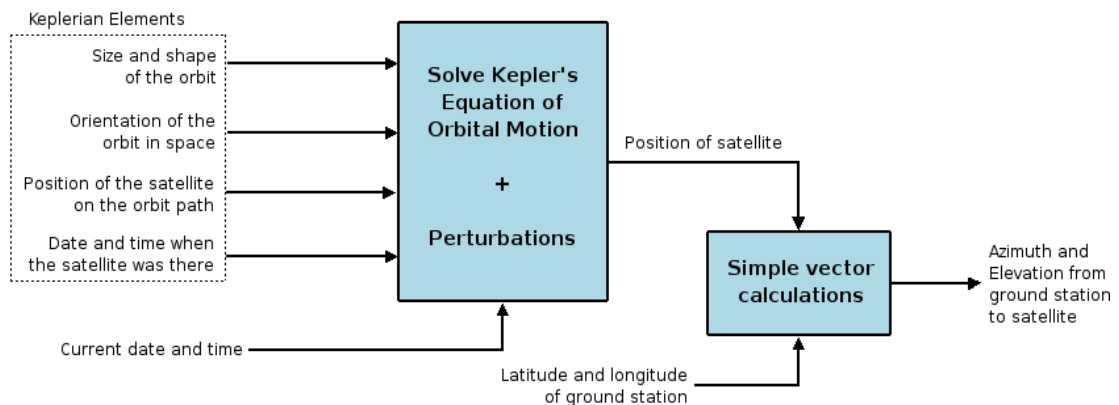 Keplerian Elements
Size and shape
of the orbit
Orientation of the
orbit in space
Position of the satellite
on the orbit path
Date and time when
the satellite was there
Current date and time
Solve Kepler's
Equation of
Orbital Motion
+
Perturbations
Position of satellite
Simple vector
calculations
Latitude and longitude
of ground station
Azimuth and
Elevation from
ground station
to satellite